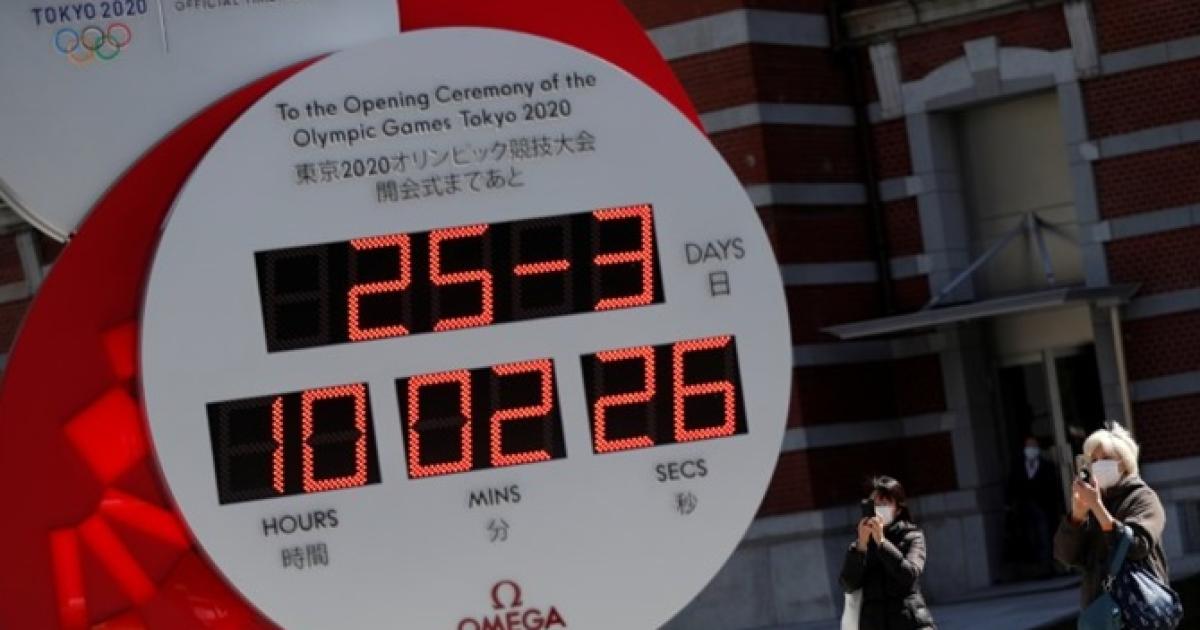 TOKYO 2020
OFFICIAL
To the Opening Ceremony of the
Olympic Games Tokyo 2020
東京2020オリンピック競技大会
開会式まであと
25-3
DAYS
日
10 02 26
HOURS MINS SECS
時間 分 秒
Ω
OMEGA